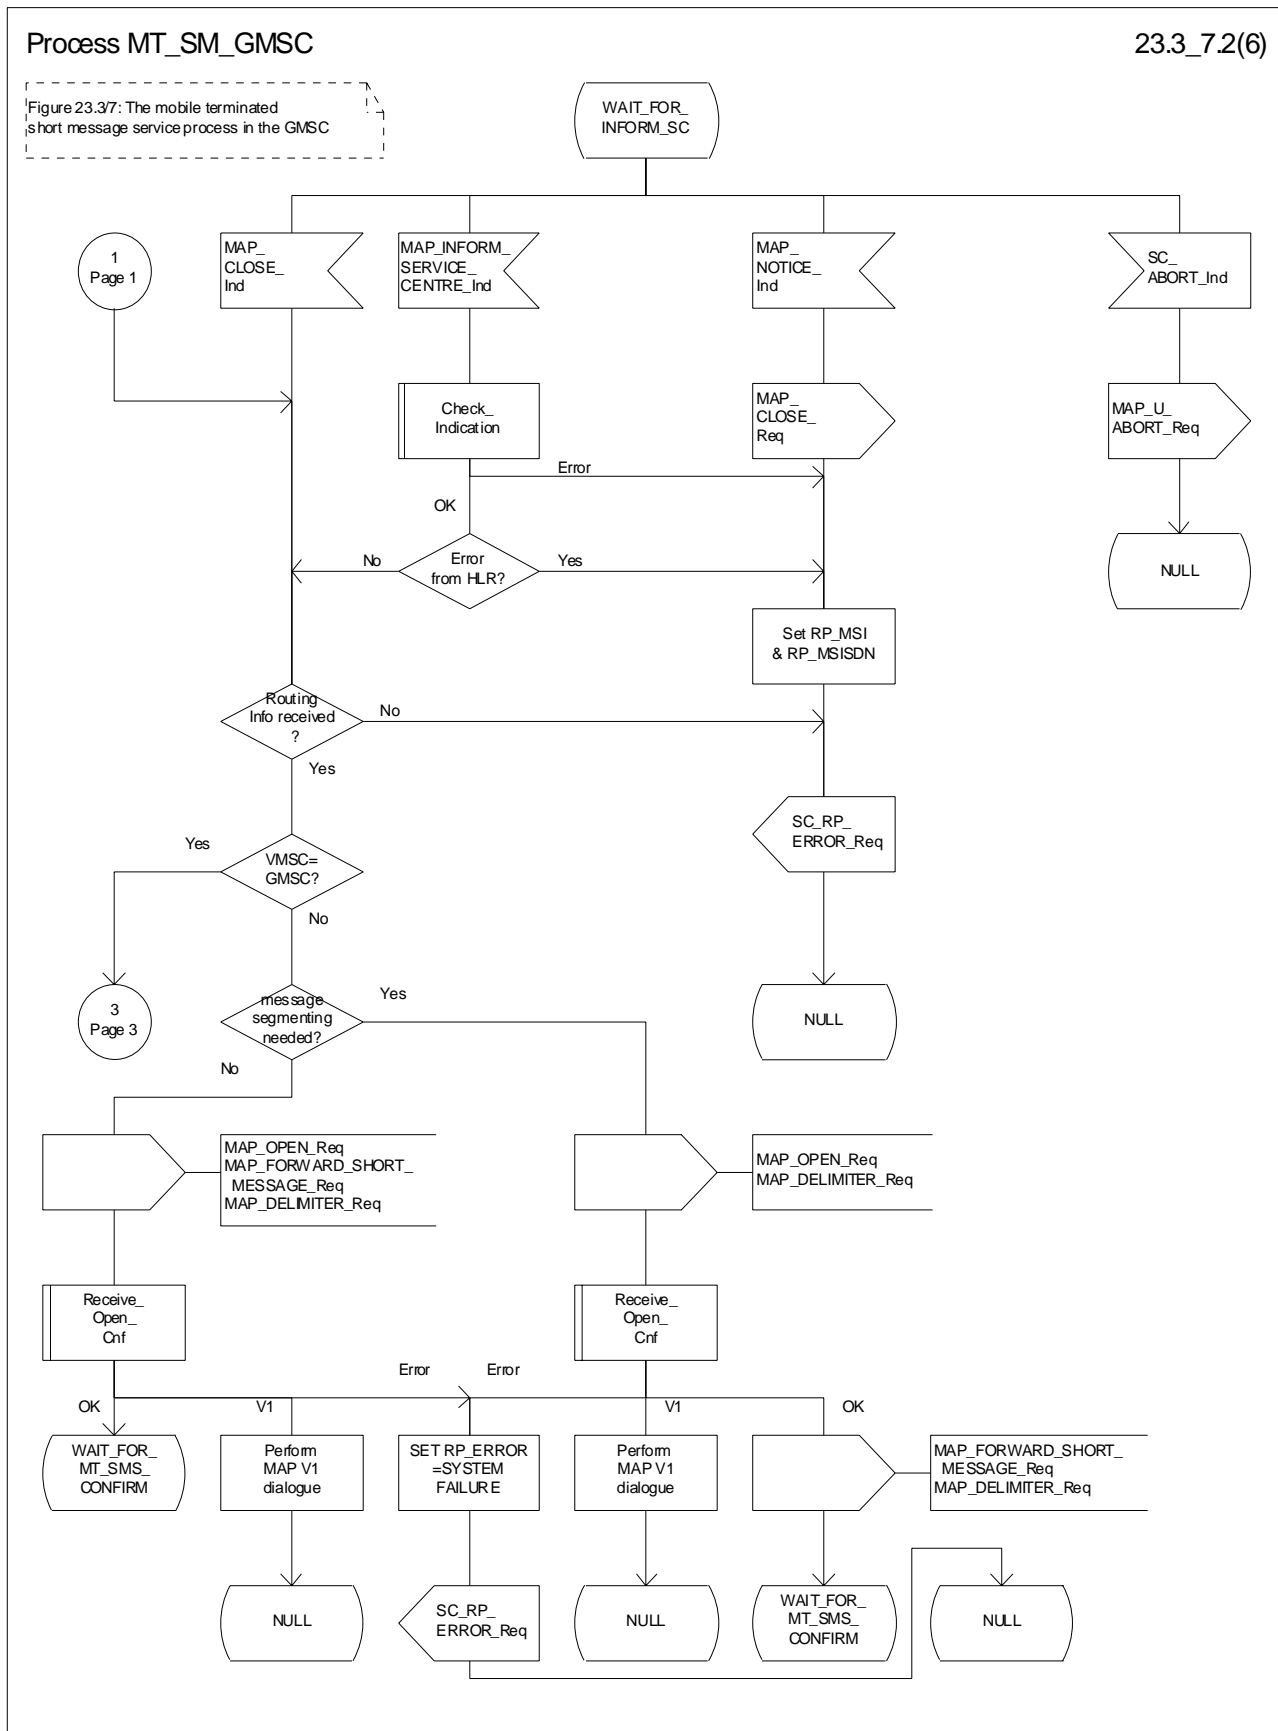 Process MT_SM_GMSC
23.3_7.2(6)
Figure 23.3/7: The mobile terminated
short message service process in the GMSC
WAIT_FOR_
INFORM_SC
1
Page 1
MAP_
CLOSE_
Ind
MAP_INFORM_
SERVICE_
CENTRE_Ind
MAP_
NOTICE_
Ind
SC_
ABORT_Ind
Check_
Indication
MAP_
CLOSE_
Req
MAP_U_
ABORT_Req
Error
OK
No
Error
from HLR?
Yes
NULL
Set RP_MSI
& RP_MSISDN
Routing
Info received
?
No
Yes
SC_RP_
ERROR_Req
Yes
VMSC=
GMSC?
No
3
Page 3
message
segmenting
needed?
Yes
NULL
No
MAP_OPEN_Req
MAP_FORWARD_SHORT_
MESSAGE_Req
MAP_DELIMITER_Req
MAP_OPEN_Req
MAP_DELIMITER_Req
Receive_
Open_
Cnf
Receive_
Open_
Cnf
Error
Error
OK
V1
V1
OK
WAIT_FOR_
MT_SMS_
CONFIRM
Perform
MAP V1
dialogue
SET RP_ERROR
=SYSTEM
FAILURE
Perform
MAP V1
dialogue
MAP_FORWARD_SHORT_
MESSAGE_Req
MAP_DELIMITER_Req
NULL
SC_RP_
ERROR_Req
NULL
WAIT_FOR_
MT_SMS_
CONFIRM
NULL